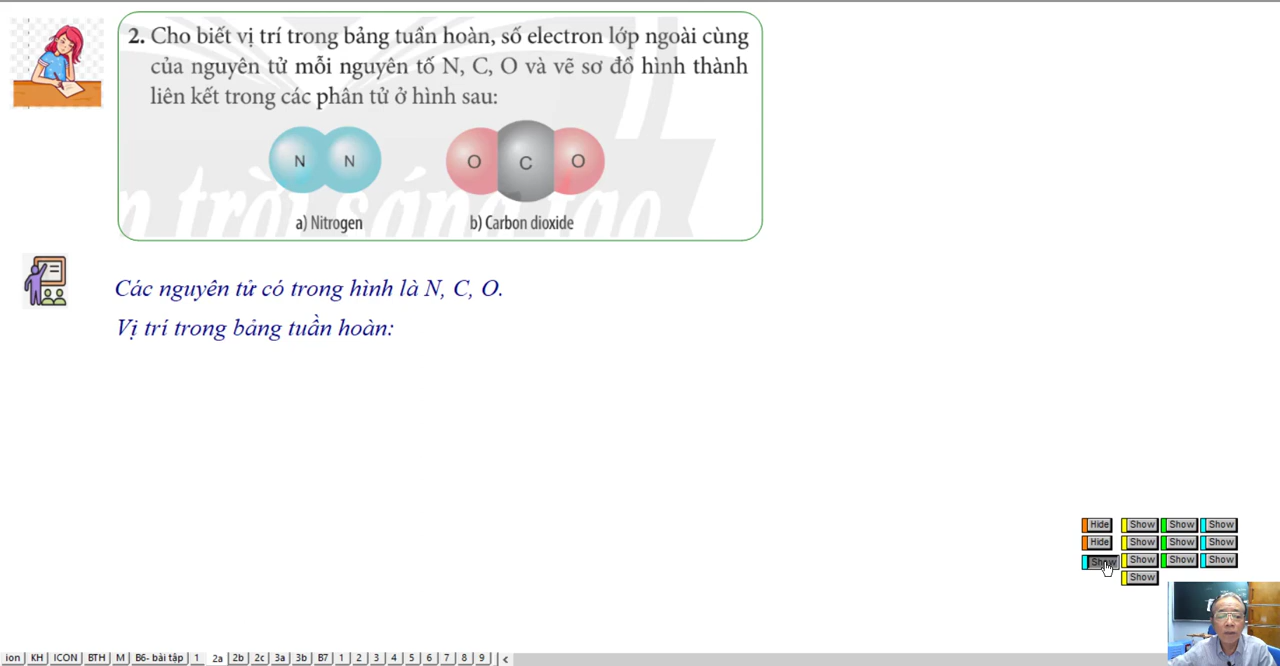 2. Cho biết vị trí trong bảng tuần hoàn, số electron lớp ngoài cùng
của nguyên tử mỗi nguyên tố N, C, O và vẽ sơ đồ hình thành
liên kết trong các phân tử ở hình sau:
N N O C O
a) Nitrogen b) Carbon dioxide
Các nguyên tử có trong hình là N, C, O.
Vị trí trong bảng tuần hoàn:
Hide Show Show Show
Hide Show Show Show
Show Show Show Show
Show
ion KH ICON BTH M B6- bài tập 1 2a 2b 2c 3a 3b B7 1 2 3 4 5 6 7 8 9 <